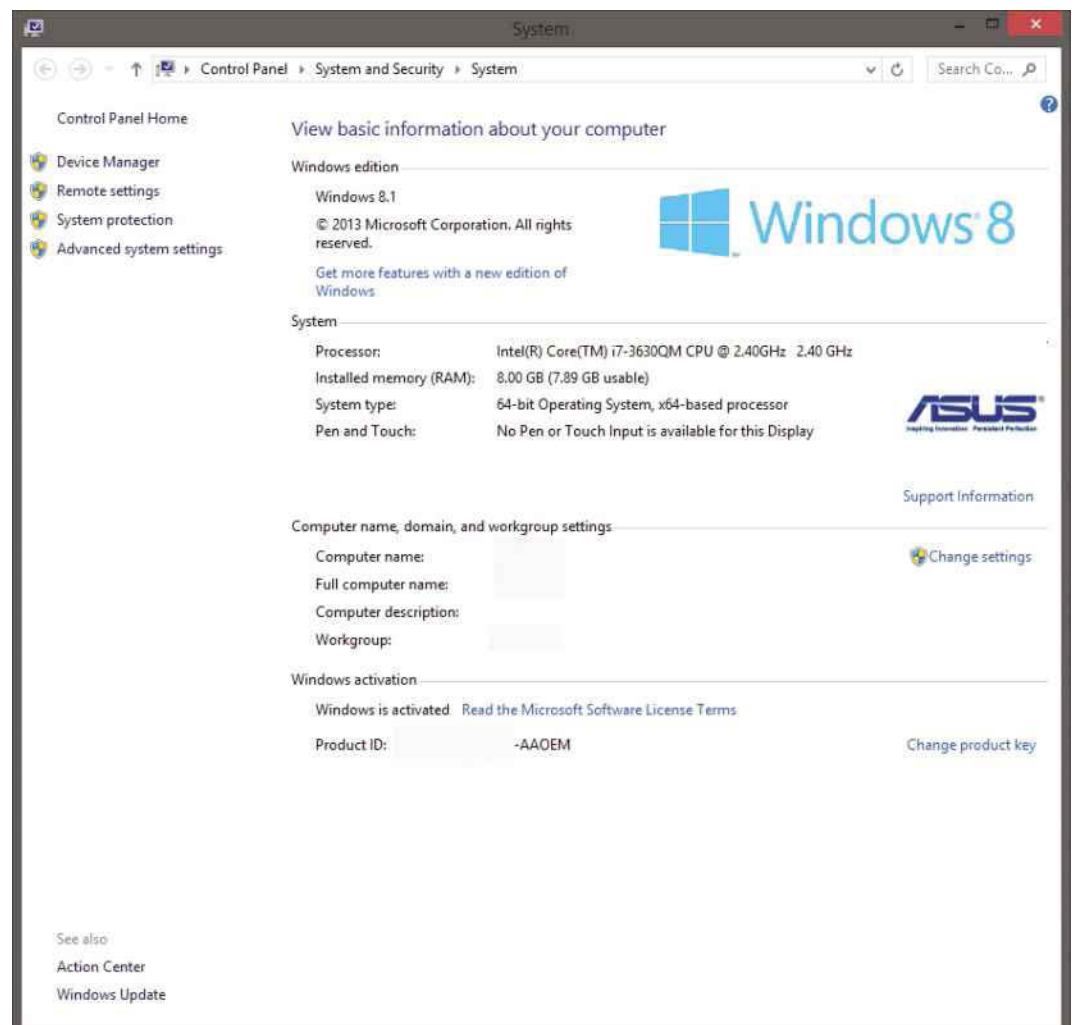 System
Control Panel System and Security System
Search Co...
Control Panel Home
Device Manager
Remote settings
System protection
Advanced system settings
View basic information about your computer
Windows edition
Windows 8.1
© 2013 Microsoft Corporation. All rights
reserved.
Get more features with a new edition of
Windows
Windows 8
System
Processor: Intel(R) Core(TM) i7-3630QM CPU @ 2.40GHz 2.40 GHz
Installed memory (RAM): 8.00 GB (7.89 GB usable)
System type: 64-bit Operating System, x64-based processor
Pen and Touch: No Pen or Touch Input is available for this Display
ASUS
Inspiring Innovation Persistent Perfection
Support Information
Computer name, domain, and workgroup settings
Computer name:
Change settings
Full computer name:
Computer description:
Workgroup:
Windows activation
Windows is activated Read the Microsoft Software License Terms
Product ID: -AAOEM
Change product key
See also
Action Center
Windows Update